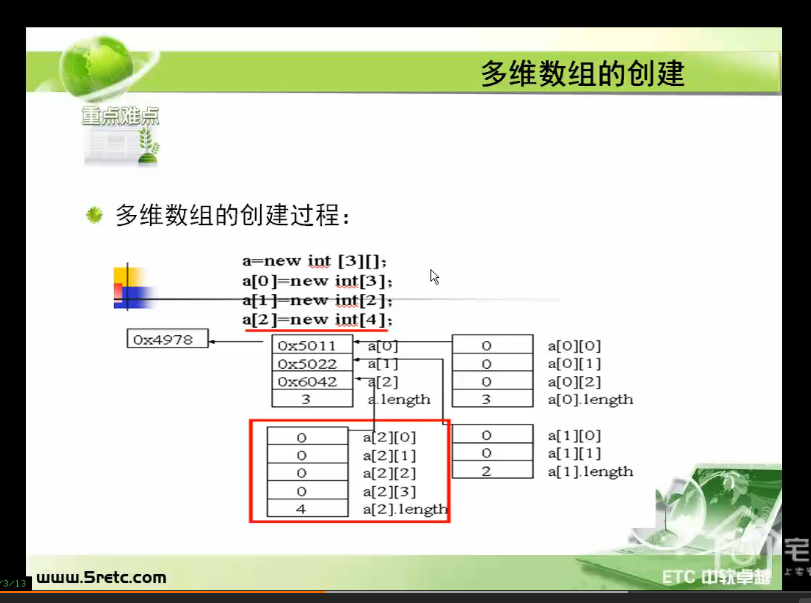 多维数组的创建
重点难点
多维数组的创建过程：
a=new int [3][];
a[0]=new int[3];
a[1]=new int[2];
a[2]=new int[4];
0x4978
0x5011 a[0]
0x5022 a[1]
0x6042 a[2]
3 a.length
0 a[0][0]
0 a[0][1]
0 a[0][2]
3 a[0].length
0 a[2][0]
0 a[2][1]
0 a[2][2]
0 a[2][3]
4 a[2].length
0 a[1][0]
0 a[1][1]
2 a[1].length
/3/13
www.5retc.com
ETC 中软卓越
宅